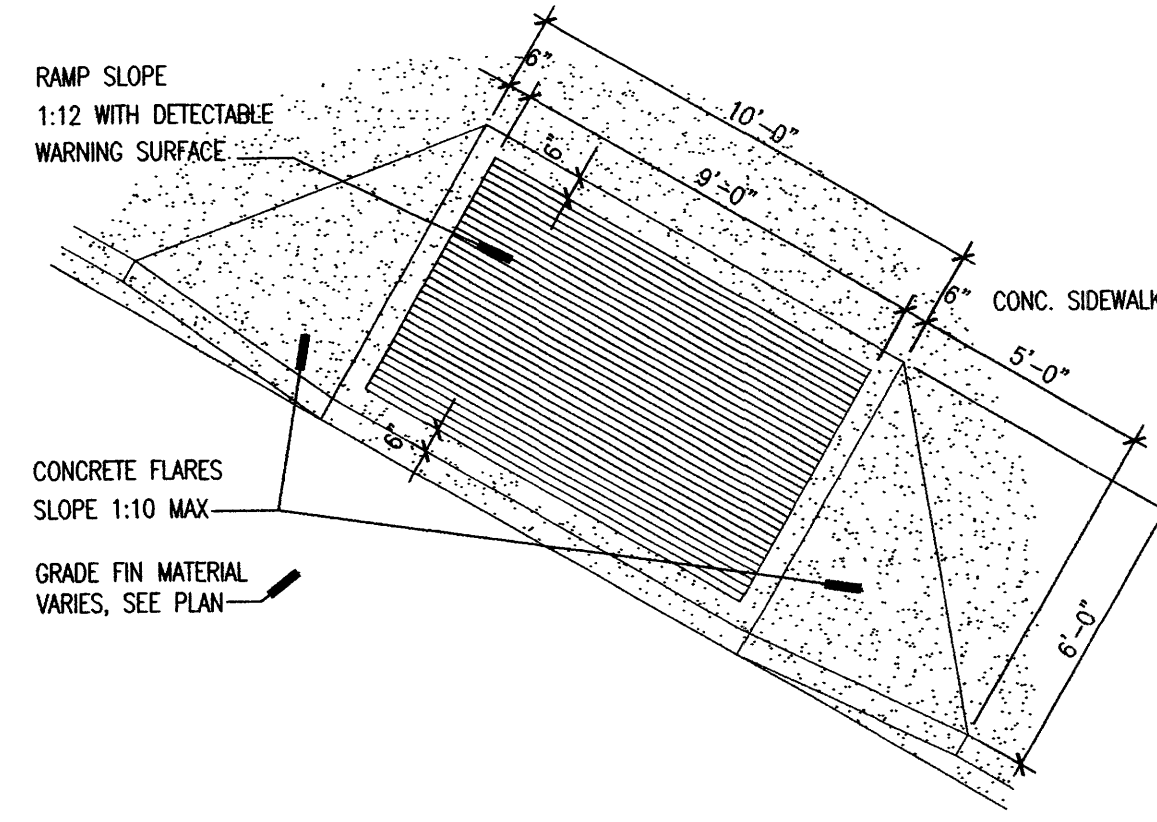 RAMP SLOPE
1:12 WITH DETECTABLE
WARNING SURFACE
6"
10'-0"
6"
9'-0"
6"
CONC. SIDEWALK
5'-0"
6"
CONCRETE FLARES
SLOPE 1:10 MAX
6'-0"
GRADE FIN MATERIAL
VARIES, SEE PLAN